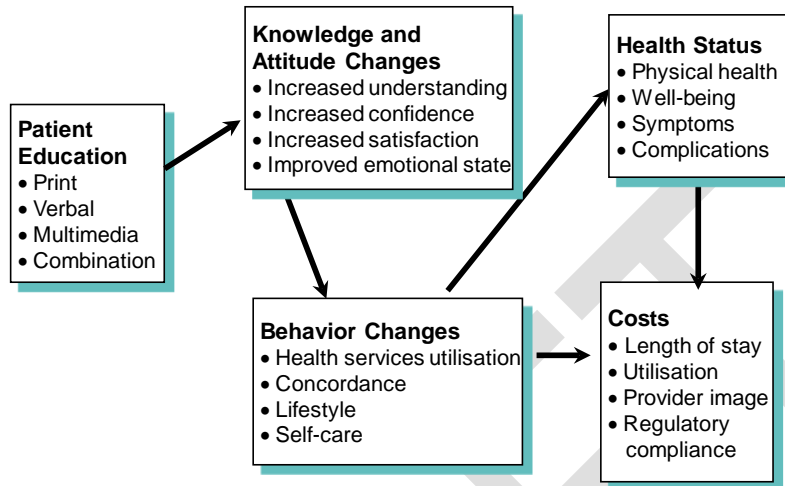 Patient
Education
• Print
• Verbal
• Multimedia
• Combination
Knowledge and
Attitude Changes
• Increased understanding
• Increased confidence
• Increased satisfaction
• Improved emotional state
Behavior Changes
• Health services utilisation
• Concordance
• Lifestyle
• Self-care
Health Status
• Physical health
• Well-being
• Symptoms
• Complications
Costs
• Length of stay
• Utilisation
• Provider image
• Regulatory
compliance